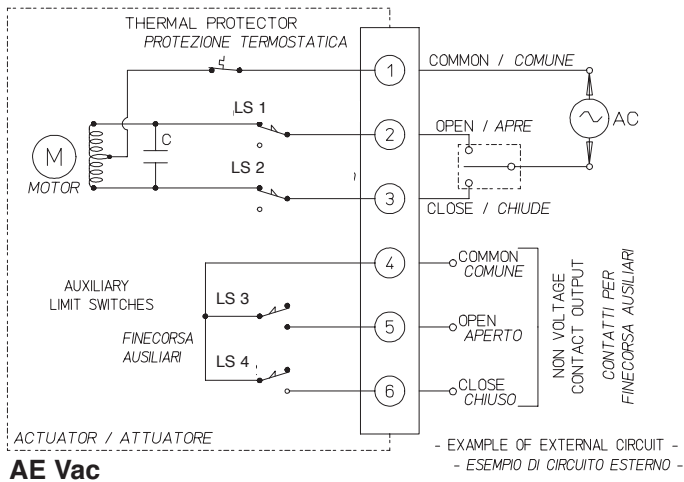 THERMAL PROTECTOR
PROTEZIONE TERMOSTATICA
1
COMMON / COMUNE
LS 1
2
OPEN / APRE
AC
C
M
MOTOR
LS 2
3
CLOSE / CHIUDE
4
COMMON
COMUNE
AUXILIARY
LIMIT SWITCHES
LS 3
5
OPEN
APERTO
FINECORSA
AUSILIARI
LS 4
6
CLOSE
CHIUSO
NON VOLTAGE
CONTACT OUTPUT
CONTATTI PER
FINECORSA AUSILIARI
ACTUATOR / ATTUATORE
- EXAMPLE OF EXTERNAL CIRCUIT -
- ESEMPIO DI CIRCUITO ESTERNO -
AE Vac